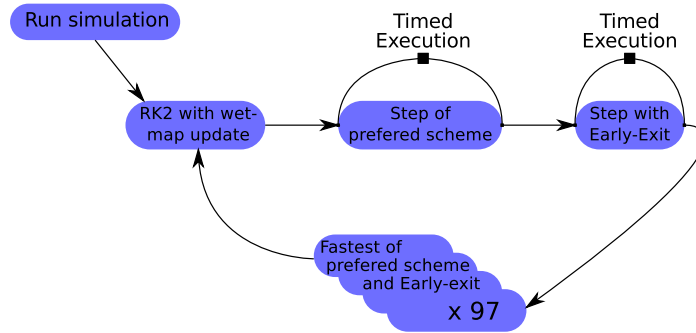 Run simulation
Timed
Execution
Timed
Execution
RK2 with wet-
map update
Step of
prefered scheme
Step with
Early-Exit
Fastest of
prefered scheme
and Early-exit
x 97